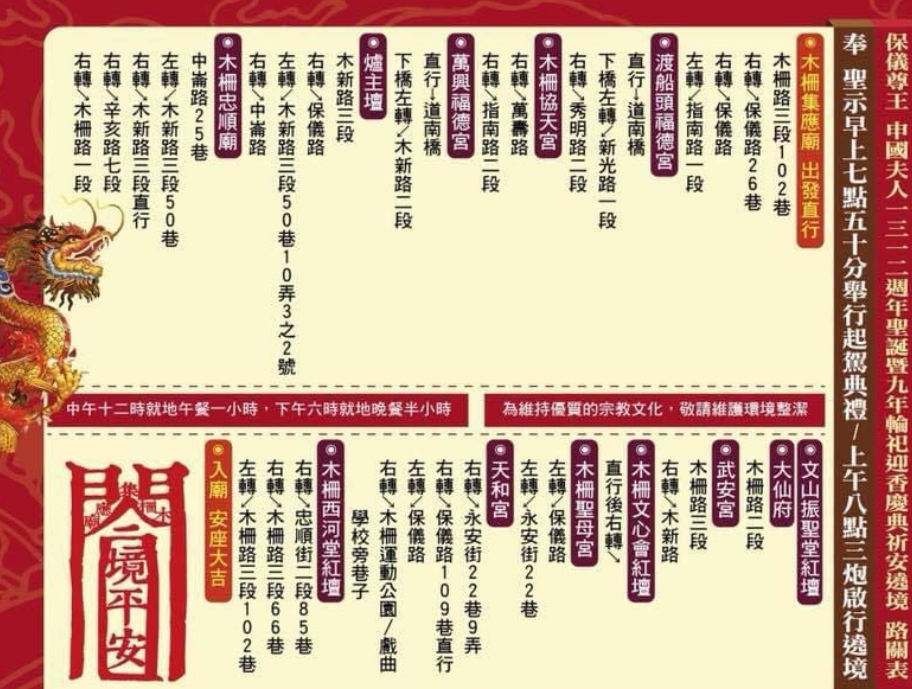 保儀尊王 申國夫人一三一二週年聖誕暨九年輪祀迎香慶典祈安遶境 路關表
奉 聖示早上七點五十分舉行起駕典禮/上午八點三炮啟行遶境
木柵集應廟 出發直行
木柵路三段102巷
右轉↘保儀路26巷
右轉↘保儀路
左轉↙指南路一段
渡船頭福德宮
直行↓道南橋
下橋左轉↙新光路一段
右轉↘秀明路二段
木柵協天宮
右轉↘萬壽路
右轉↘指南路二段
萬興福德宮
直行↓道南橋
下橋左轉↙木新路二段
爐主壇
木新路三段
右轉↘保儀路
左轉↙木新路三段50巷10弄3之2號
右轉↘中崙路
木柵忠順廟
中崙路25巷
左轉↙木新路三段50巷
右轉↘木新路三段直行
右轉↘辛亥路七段
右轉↘木柵路一段
為維持優質的宗教文化，敬請維護環境整潔
中午十二時就地午餐一小時，下午六時就地晚餐半小時
文山振聖堂紅壇
大仙府
木柵路二段
武安宮
木柵路三段
右轉↘木新路
木柵文心會紅壇
直行後右轉↘
木柵聖母宮
左轉↙保儀路
左轉↙永安街22巷
天和宮
右轉↘永安街22巷9弄
右轉↘保儀路109巷直行
左轉↙保儀路
右轉↘木柵運動公園/戲曲
學校旁巷子
木柵西河堂紅壇
右轉↘忠順街二段85巷
右轉↘木柵路三段66巷
左轉↙木柵路三段102巷
入廟 安座大吉
木柵集應廟
合境平安